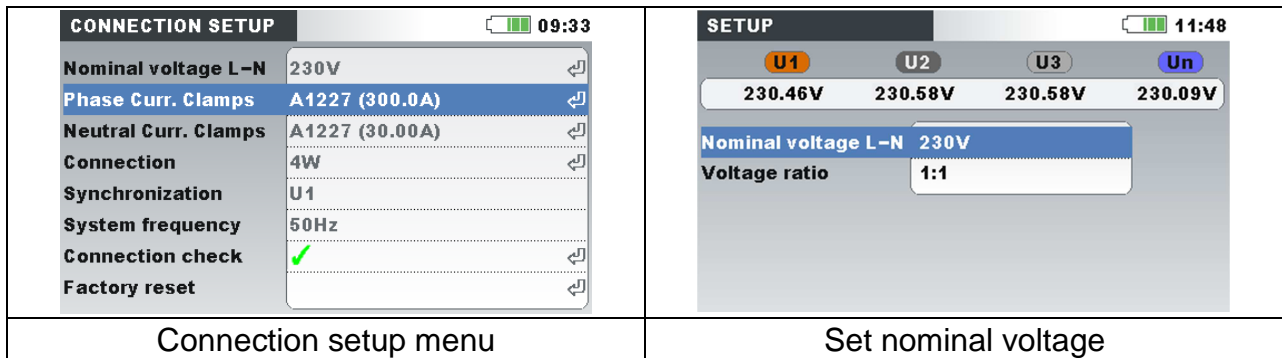 CONNECTION SETUP 09:33
Nominal voltage L-N 230V
Phase Curr. Clamps A1227 (300.0A)
Neutral Curr. Clamps A1227 (30.00A)
Connection 4W
Synchronization U1
System frequency 50Hz
Connection check
Factory reset
Connection setup menu
SETUP 11:48
U1 U2 U3 Un
230.46V 230.58V 230.58V 230.09V
Nominal voltage L-N 230V
Voltage ratio 1:1
Set nominal voltage